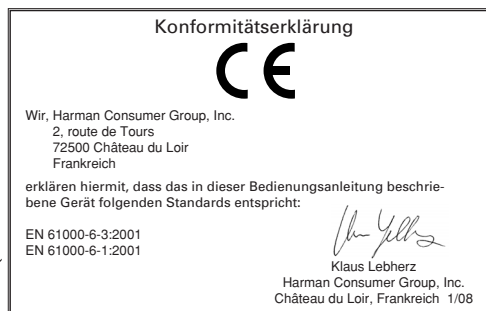 Konformitätserklärung
CE
Wir, Harman Consumer Group, Inc.
2, route de Tours
72500 Château du Loir
Frankreich
erklären hiermit, dass das in dieser Bedienungsanleitung beschrie-
bene Gerät folgenden Standards entspricht:
EN 61000-6-3:2001
EN 61000-6-1:2001
Klaus Lebherz
Harman Consumer Group, Inc.
Château du Loir, Frankreich 1/08